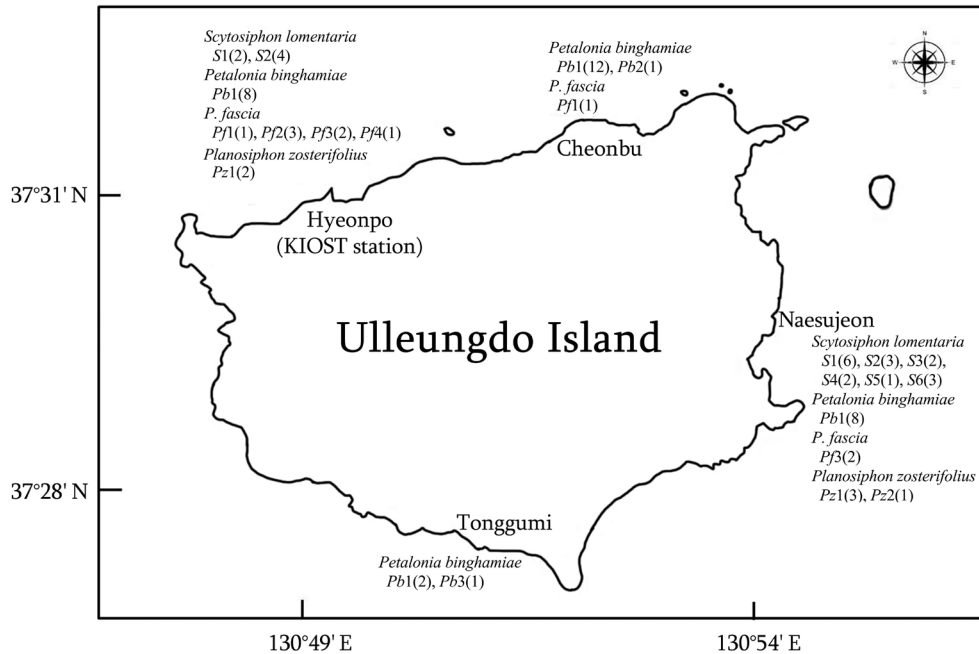 Scytosiphon lomentaria
S1(2), S2(4)
Petalonia binghamiae
Pb1(8)
P. fascia
Pf1(1), Pf2(3), Pf3(2), Pf4(1)
Planosiphon zosterifolius
Pz1(2)
Petalonia binghamiae
Pb1(12), Pb2(1)
P. fascia
Pf1(1)
N
W
E
S
Cheonbu
37°31' N
Hyeonpo
(KIOST station)
Ulleungdo Island
Naesujeon
Scytosiphon lomentaria
S1(6), S2(3), S3(2),
S4(2), S5(1), S6(3)
Petalonia binghamiae
Pb1(8)
P. fascia
Pf3(2)
Planosiphon zosterifolius
Pz1(3), Pz2(1)
37°28' N
Tonggumi
Petalonia binghamiae
Pb1(2), Pb3(1)
130°49' E
130°54' E